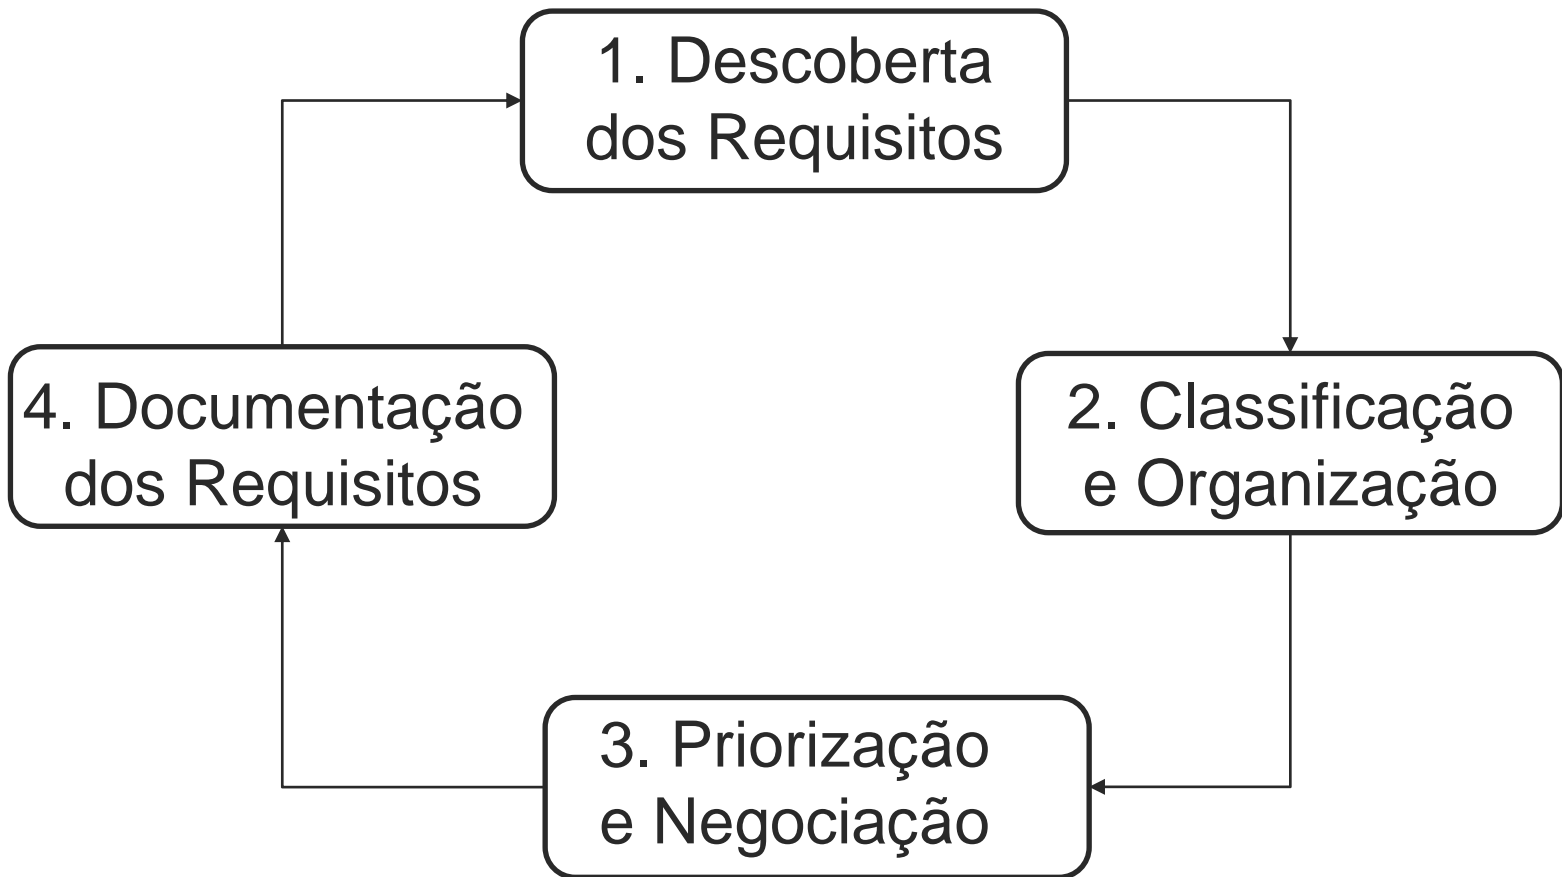 1. Descoberta
dos Requisitos
2. Classificação
e Organização
3. Priorização
e Negociação
4. Documentação
dos Requisitos